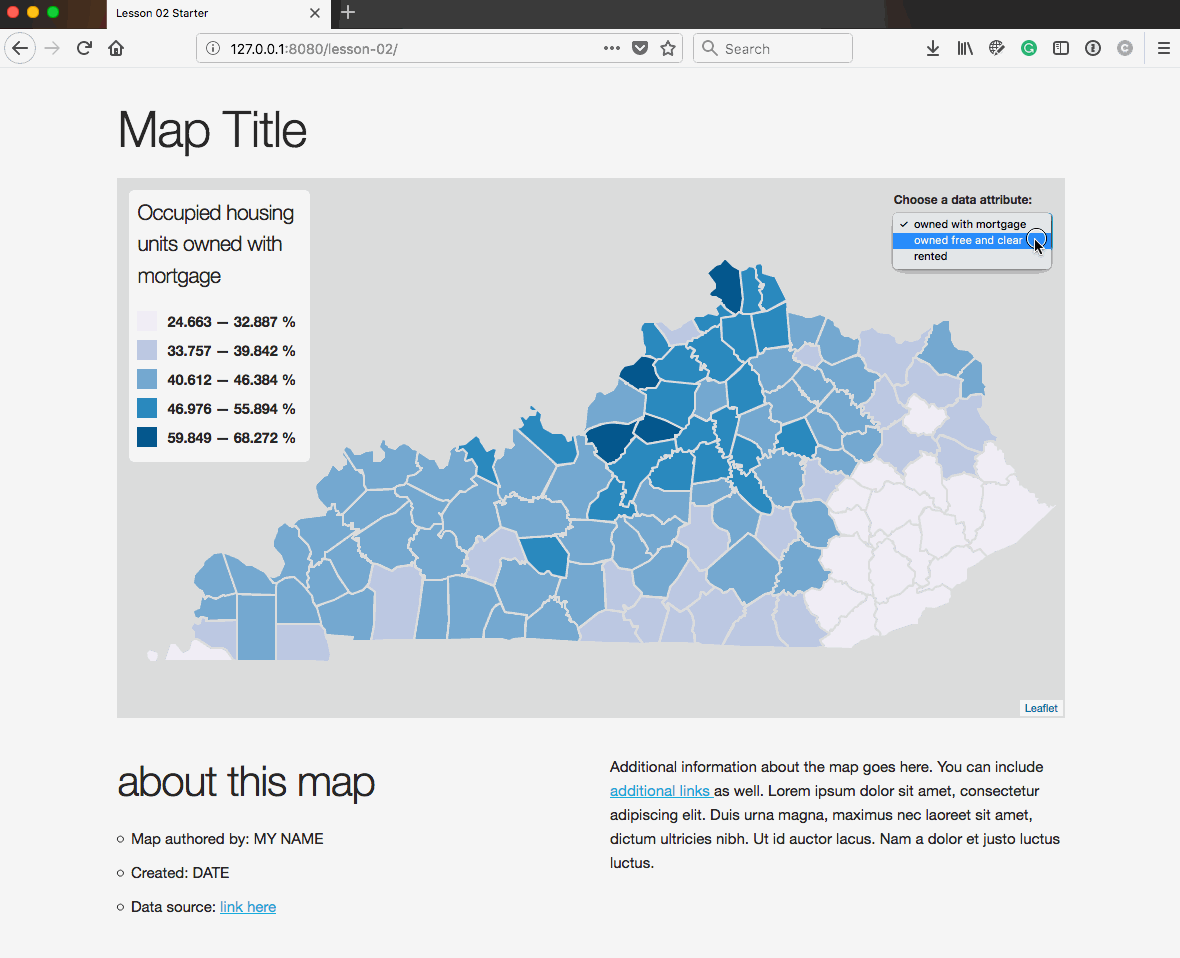 Lesson 02 Starter
127.0.0.1:8080/lesson-02/
Search
Map Title
Occupied housing
units owned with
mortgage
24.663 — 32.887 %
33.757 — 39.842 %
40.612 — 46.384 %
46.976 — 55.894 %
59.849 — 68.272 %
Choose a data attribute:
✓ owned with mortgage
owned free and clear
rented
Leaflet
about this map
Map authored by: MY NAME
Created: DATE
Data source: link here
Additional information about the map goes here. You can include
additional links as well. Lorem ipsum dolor sit amet, consectetur
adipiscing elit. Duis urna magna, maximus nec laoreet sit amet,
dictum ultricies nibh. Ut id auctor lacus. Nam a dolor et justo luctus
luctus.